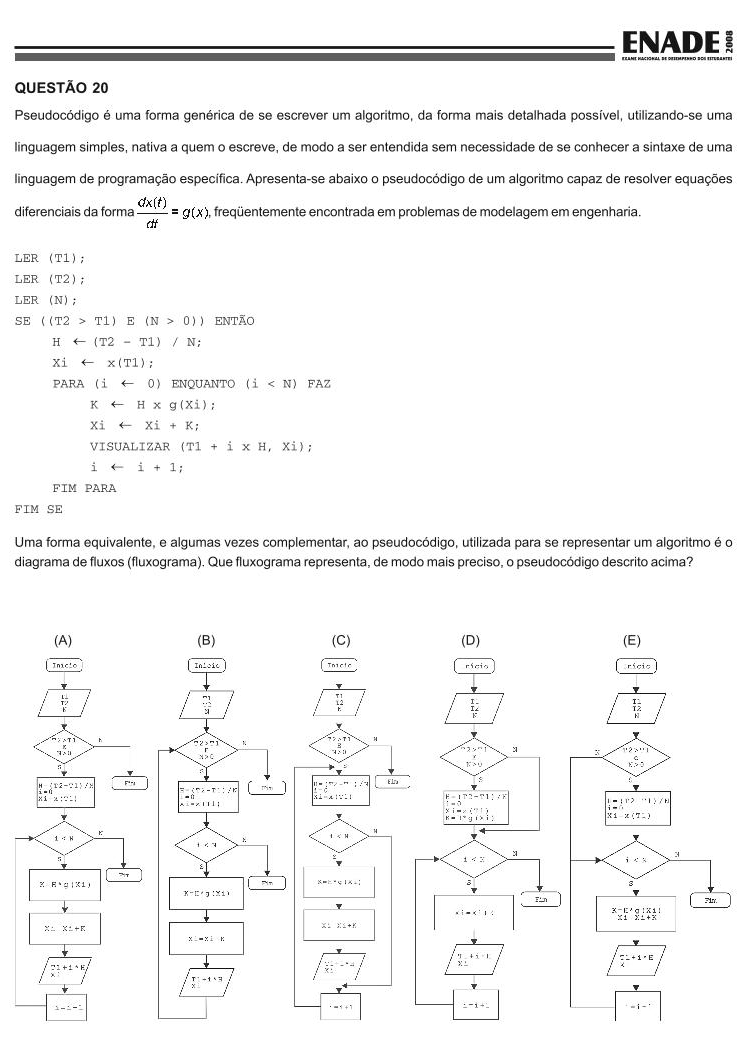 ENADE 2008
EXAME NACIONAL DE DESEMPENHO DOS ESTUDANTES
QUESTÃO 20
Pseudocódigo é uma forma genérica de se escrever um algoritmo, da forma mais detalhada possível, utilizando-se uma
linguagem simples, nativa a quem o escreve, de modo a ser entendida sem necessidade de se conhecer a sintaxe de uma
linguagem de programação específica. Apresenta-se abaixo o pseudocódigo de um algoritmo capaz de resolver equações
diferenciais da forma dx(t)/dt = g(x), freqüentemente encontrada em problemas de modelagem em engenharia.
LER (T1);
LER (T2);
LER (N);
SE ((T2 > T1) E (N > 0)) ENTÃO
H ← (T2 – T1) / N;
Xi ← x(T1);
PARA (i ← 0) ENQUANTO (i < N) FAZ
K ← H x g(Xi);
Xi ← Xi + K;
VISUALIZAR (T1 + i x H, Xi);
i ← i + 1;
FIM PARA
FIM SE
Uma forma equivalente, e algumas vezes complementar, ao pseudocódigo, utilizada para se representar um algoritmo é o
diagrama de fluxos (fluxograma). Que fluxograma representa, de modo mais preciso, o pseudocódigo descrito acima?
(A) (B) (C) (D) (E)
Início Início Início Início Início
T1 T1 T1 T1 T1
T2 T2 T2 T2 T2
N N N N N
T2>T1 T2>T1 T2>T1 T2>T1 T2>T1
N>0 N>0 N>0 N>0 N>0
N N N N N
S S S S S
Fim Fim Fim
H=(T2-T1)/N H=(T2-T1)/N H=(T2-T1)/N H=(T2-T1)/N H=(T2-T1)/N
i=0 i=0 i=0 i=0 i=0
Xi=x(T1) Xi=x(T1) Xi=x(T1) Xi=x(T1) Xi=x(T1)
i < N i < N i < N i < N i < N
N N N N N
S S S S S
Fim Fim Fim Fim
K=H*g(Xi) K=H*g(Xi) K=H*g(Xi) K=H*g(Xi)
Xi=Xi+K Xi=Xi+K Xi=Xi+K Xi=Xi+K
T1+i*H T1+i*H T1+i*H T1+i*H
Xi Xi Xi Xi
i=i+1 i=i+1 i=i+1 i=i+1